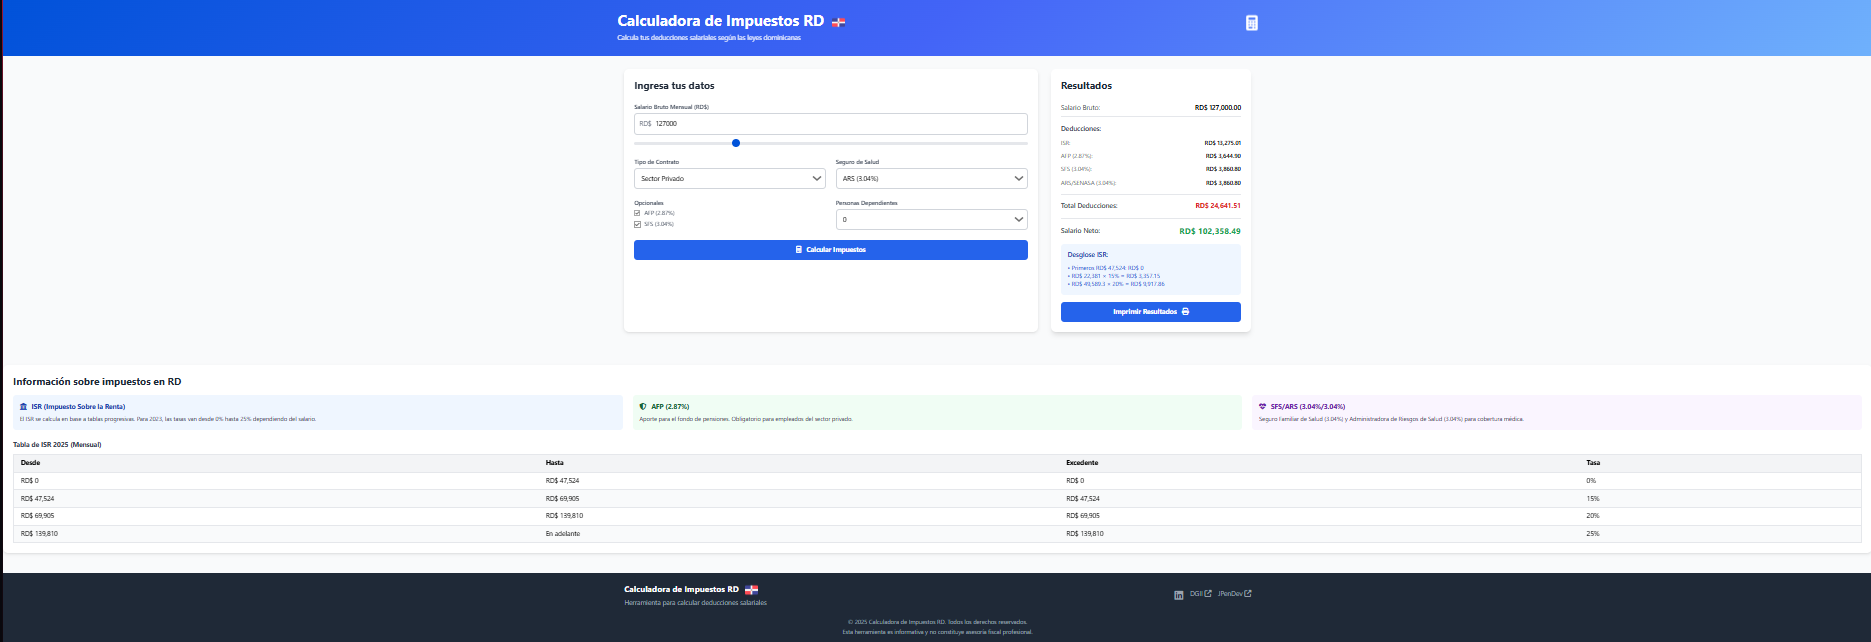 Calculadora de Impuestos RD
Calcula tus deducciones salariales según las leyes dominicanas
Ingresa tus datos
Salario Bruto Mensual (RD$)
RD$ 127000
Tipo de Contrato
Sector Privado
Seguro de Salud
ARS (3.04%)
Opcionales
AFP (2.87%)
SFS (3.04%)
Personas Dependientes
0
Calcular Impuestos
Resultados
Salario Bruto: RD$ 127,000.00
Deducciones:
ISR: RD$ 13,275.01
AFP (2.87%): RD$ 3,644.90
SFS (3.04%): RD$ 3,860.80
ARS/SENASA (3.04%): RD$ 3,860.80
Total Deducciones: RD$ 24,641.51
Salario Neto: RD$ 102,358.49
Desglose ISR:
• Primeros RD$ 47,524: RD$ 0
• RD$ 22,381 × 15% = RD$ 3,357.15
• RD$ 49,589.3 × 20% = RD$ 9,917.86
Imprimir Resultados
Información sobre impuestos en RD
ISR (Impuesto Sobre la Renta)
El ISR se calcula en base a tablas progresivas. Para 2023, las tasas van desde 0% hasta 25% dependiendo del salario.
AFP (2.87%)
Aporte para el fondo de pensiones. Obligatorio para empleados del sector privado.
SFS/ARS (3.04%/3.04%)
Seguro Familiar de Salud (3.04%) y Administradora de Riesgos de Salud (3.04%) para cobertura médica.
Tabla de ISR 2025 (Mensual)
Desde Hasta Excedente Tasa
RD$ 0 RD$ 47,524 RD$ 0 0%
RD$ 47,524 RD$ 69,905 RD$ 47,524 15%
RD$ 69,905 RD$ 139,810 RD$ 69,905 20%
RD$ 139,810 En adelante RD$ 139,810 25%
Calculadora de Impuestos RD
Herramienta para calcular deducciones salariales
DGII JPenDev
© 2025 Calculadora de Impuestos RD. Todos los derechos reservados.
Esta herramienta es informativa y no constituye asesoría fiscal profesional.